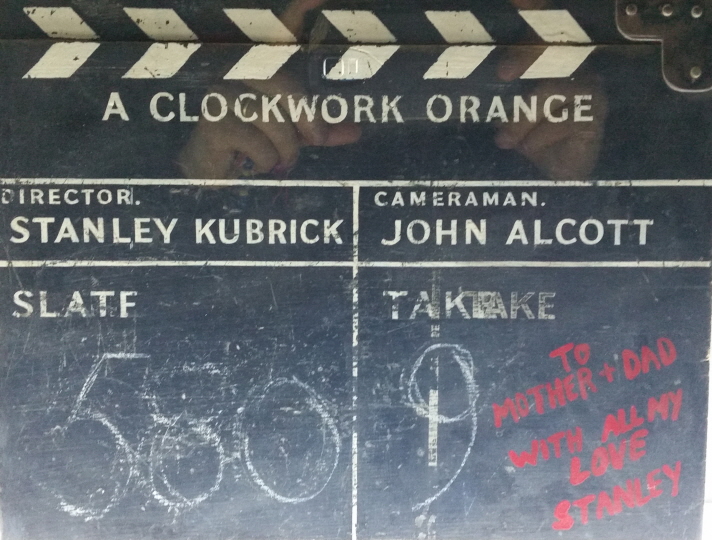 A CLOCKWORK ORANGE
DIRECTOR.
STANLEY KUBRICK
CAMERAMAN.
JOHN ALCOTT
SLATE
580
TAKE
9
TO
MOTHER + DAD
WITH ALL MY
LOVE
STANLEY